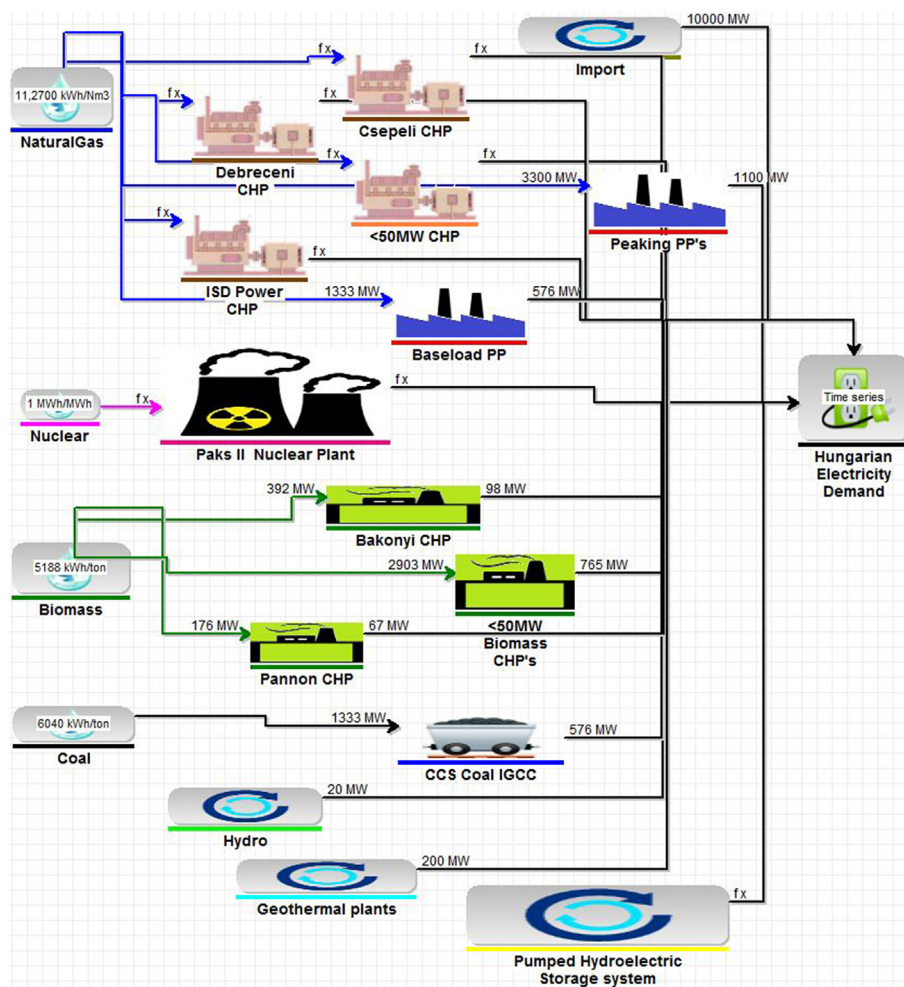 10000 MW
Import
fx
fx
11,2700 kWh/Nm3
NaturalGas
fx
fx
Csepeli CHP
Debreceni
CHP
fx
fx
<50MW CHP
3300 MW
1100 MW
Peaking PP's
fx
fx
ISD Power
CHP
1333 MW
576 MW
Baseload PP
1 MWh/MWh
Nuclear
fx
fx
Paks II Nuclear Plant
Time series
Hungarian
Electricity
Demand
392 MW
98 MW
Bakonyi CHP
5188 kWh/ton
Biomass
2903 MW
765 MW
<50MW
Biomass
CHP's
176 MW
67 MW
Pannon CHP
6040 kWh/ton
Coal
1333 MW
576 MW
CCS Coal IGCC
20 MW
Hydro
200 MW
Geothermal plants
fx
Pumped Hydroelectric
Storage system